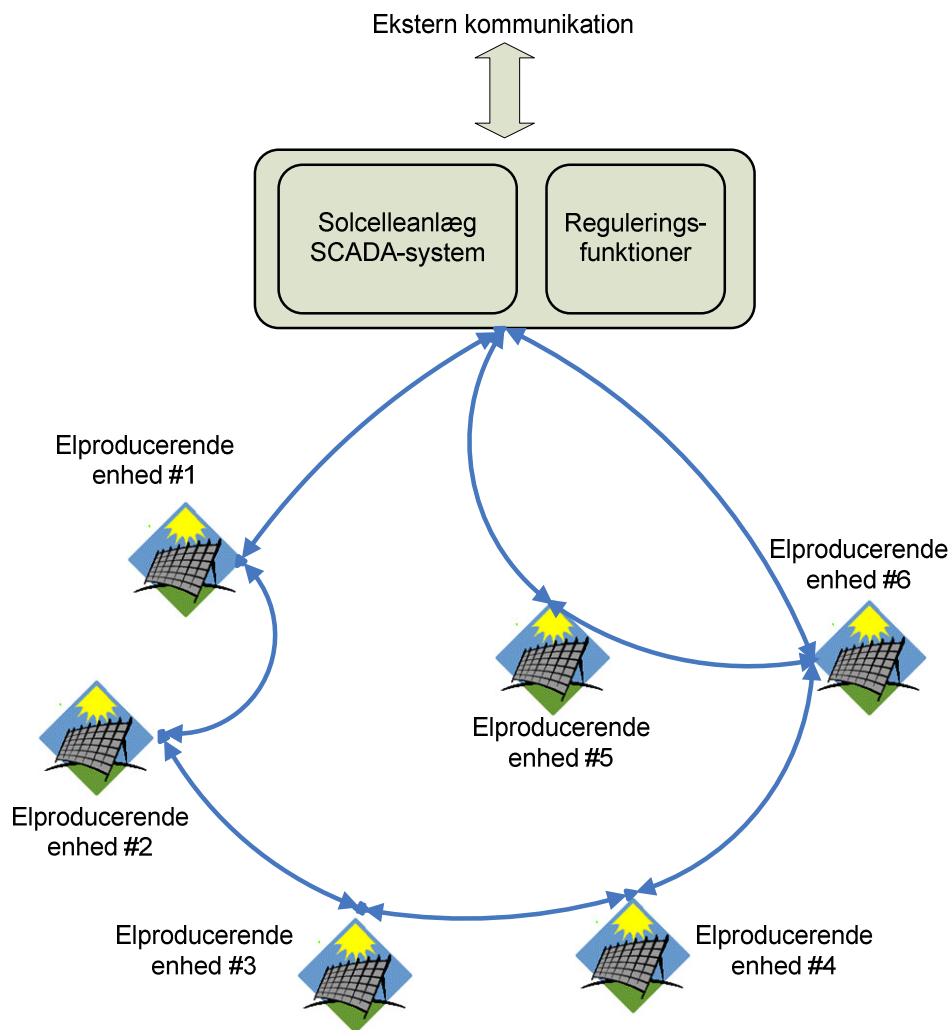 Ekstern kommunikation
Solcelleanlæg
SCADA-system
Regulerings-
funktioner
Elproducerende
enhed #1
Elproducerende
enhed #6
Elproducerende
enhed #5
Elproducerende
enhed #2
Elproducerende
enhed #3
Elproducerende
enhed #4